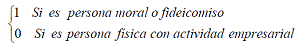 1 Si es persona moral o fideicomiso
0 Si es persona física con actividad empresarial